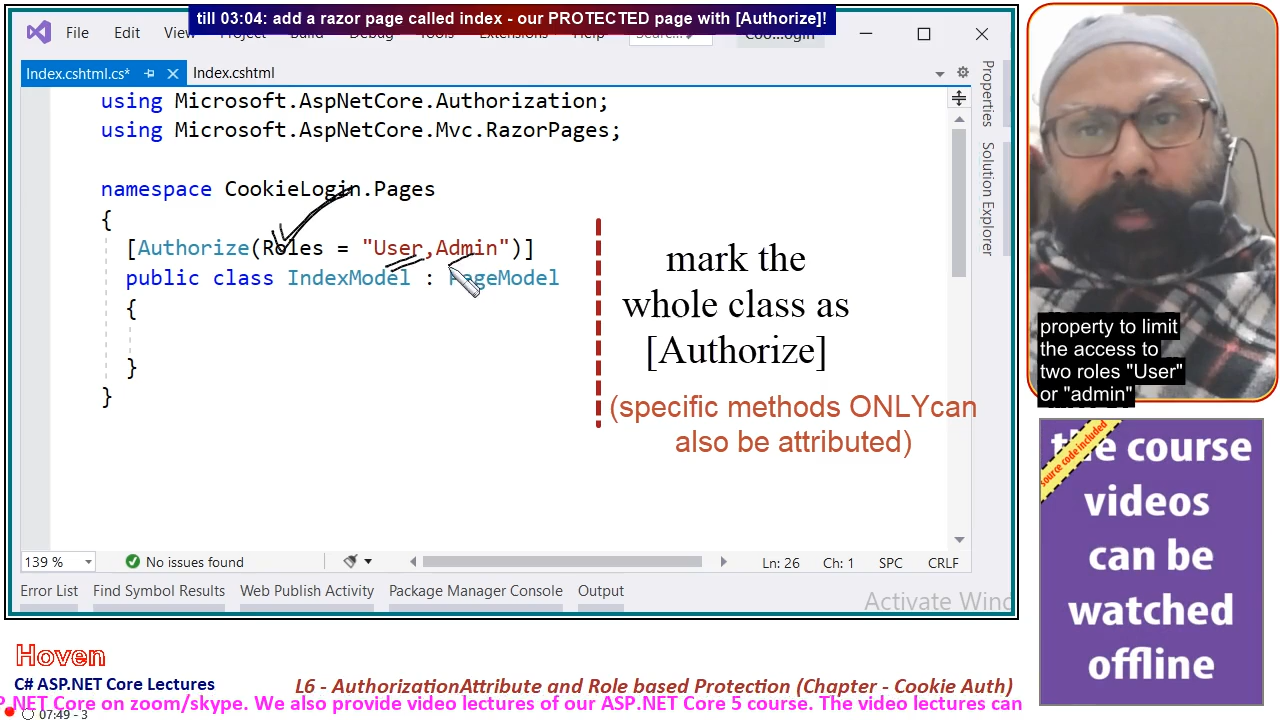 till 03:04: add a razor page called index - our PROTECTED page with [Authorize]!
File Edit View
Index.cshtml.cs* Index.cshtml
using Microsoft.AspNetCore.Authorization;
using Microsoft.AspNetCore.Mvc.RazorPages;
namespace CookieLogin.Pages
{
[Authorize(Roles = "User,Admin")]
public class IndexModel : PageModel
{
}
}
mark the
whole class as
[Authorize]
(specific methods ONLYcan
also be attributed)
Properties
Solution Explorer
139 % No issues found Ln: 26 Ch: 1 SPC CRLF
Error List Find Symbol Results Web Publish Activity Package Manager Console Output
Activate Wind
property to limit
the access to
two roles "User"
or "admin"
source code included
the course
videos
can be
watched
offline
Hoven
C# ASP.NET Core Lectures
L6 - AuthorizationAttribute and Role based Protection (Chapter - Cookie Auth)
P.NET Core on zoom/skype. We also provide video lectures of our ASP.NET Core 5 course. The video lectures can
07:49 - 3